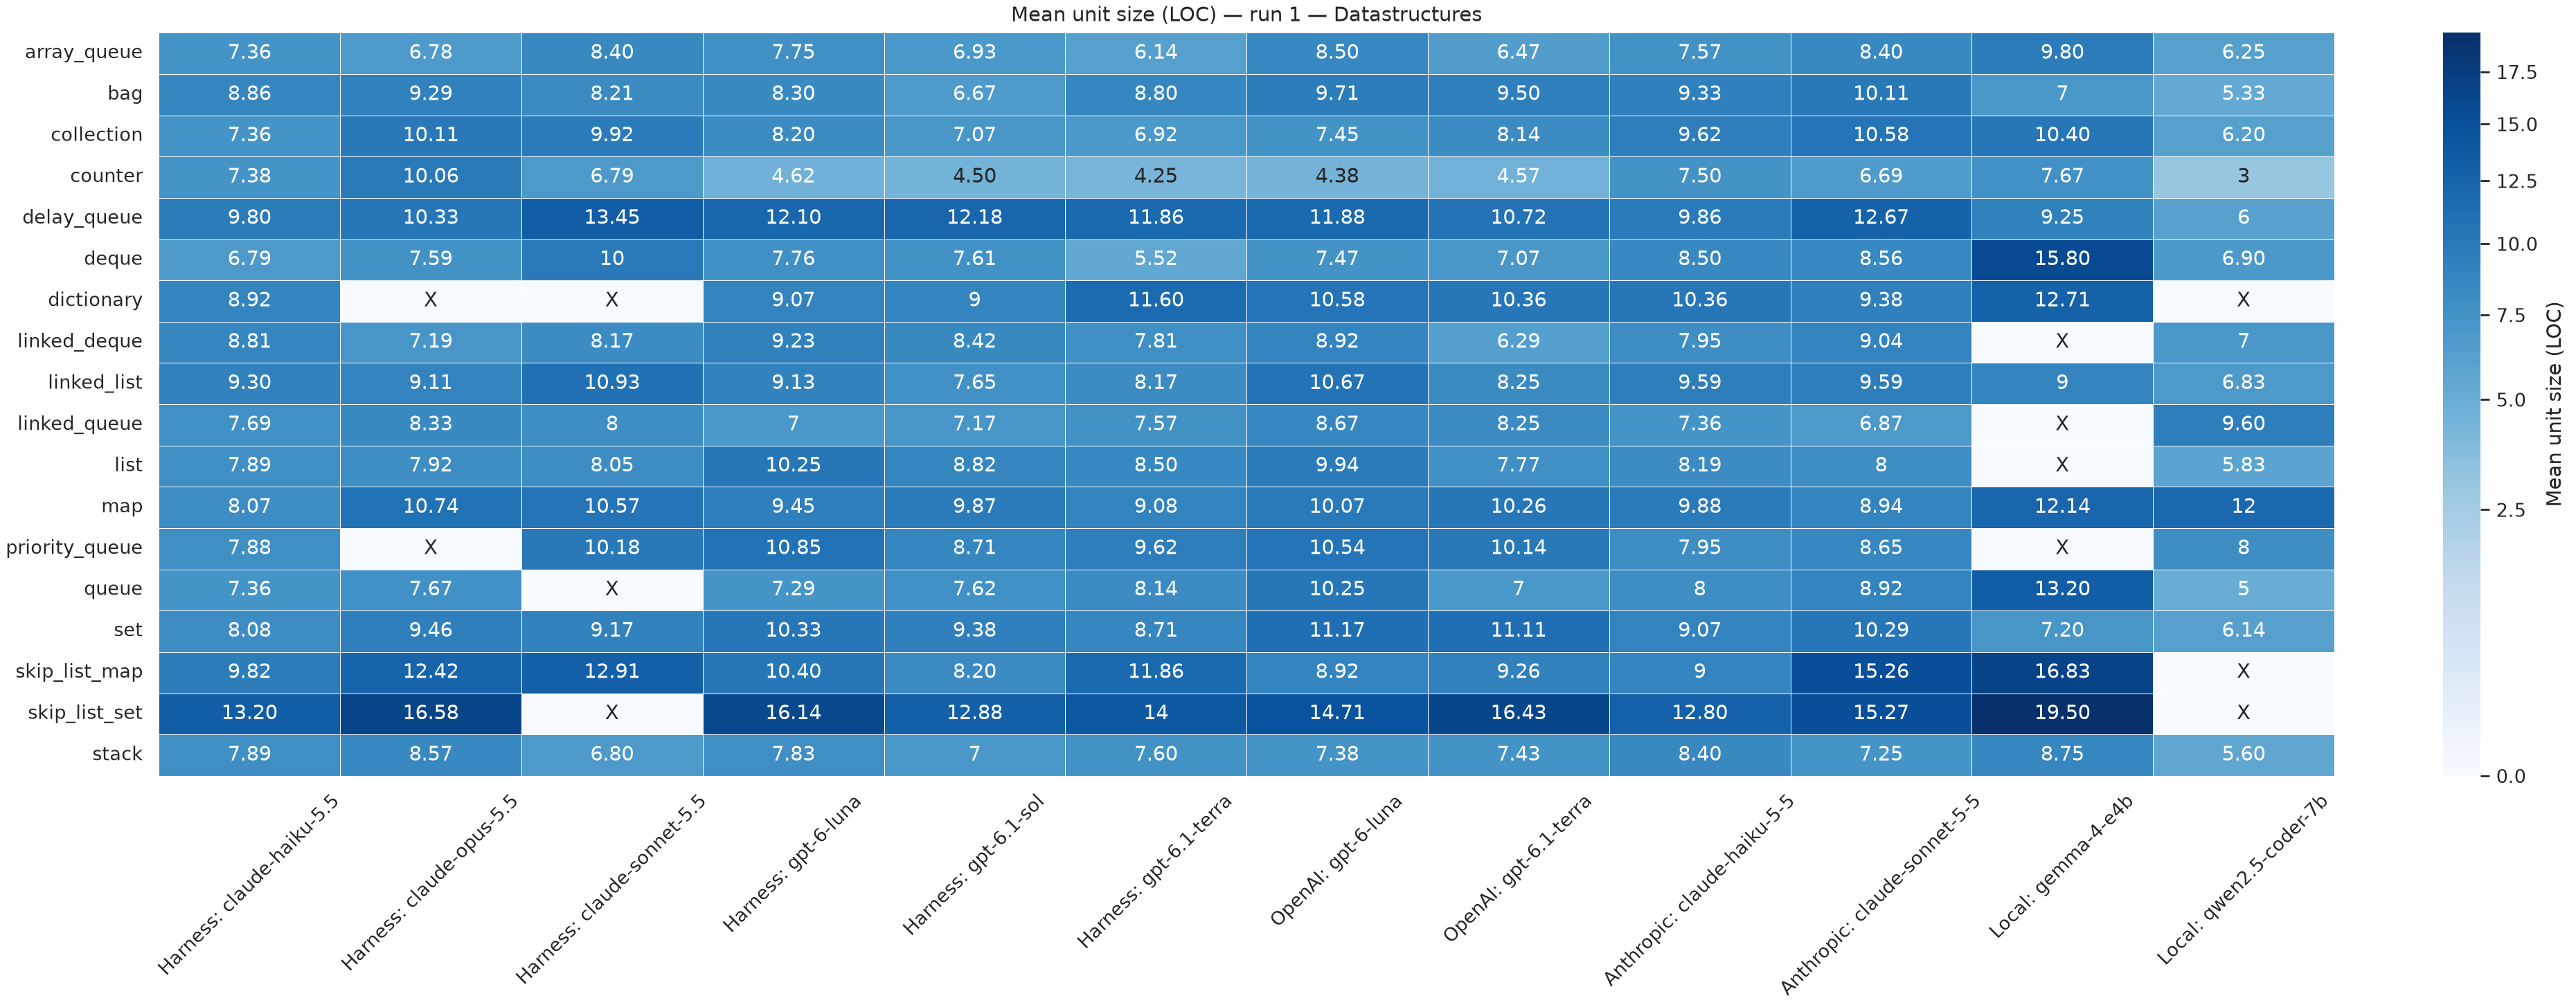 Mean unit size (LOC) — run 1 — Datastructures
array_queue 7.36 6.78 8.40 7.75 6.93 6.14 8.50 6.47 7.57 8.40 9.80 6.25
bag 8.86 9.29 8.21 8.30 6.67 8.80 9.71 9.50 9.33 10.11 7 5.33
collection 7.36 10.11 9.92 8.20 7.07 6.92 7.45 8.14 9.62 10.58 10.40 6.20
counter 7.38 10.06 6.79 4.62 4.50 4.25 4.38 4.57 7.50 6.69 7.67 3
delay_queue 9.80 10.33 13.45 12.10 12.18 11.86 11.88 10.72 9.86 12.67 9.25 6
deque 6.79 7.59 10 7.76 7.61 5.52 7.47 7.07 8.50 8.56 15.80 6.90
dictionary 8.92 X X 9.07 9 11.60 10.58 10.36 10.36 9.38 12.71 X
linked_deque 8.81 7.19 8.17 9.23 8.42 7.81 8.92 6.29 7.95 9.04 X 7
linked_list 9.30 9.11 10.93 9.13 7.65 8.17 10.67 8.25 9.59 9.59 9 6.83
linked_queue 7.69 8.33 8 7 7.17 7.57 8.67 8.25 7.36 6.87 X 9.60
list 7.89 7.92 8.05 10.25 8.82 8.50 9.94 7.77 8.19 8 X 5.83
map 8.07 10.74 10.57 9.45 9.87 9.08 10.07 10.26 9.88 8.94 12.14 12
priority_queue 7.88 X 10.18 10.85 8.71 9.62 10.54 10.14 7.95 8.65 X 8
queue 7.36 7.67 X 7.29 7.62 8.14 10.25 7 8 8.92 13.20 5
set 8.08 9.46 9.17 10.33 9.38 8.71 11.17 11.11 9.07 10.29 7.20 6.14
skip_list_map 9.82 12.42 12.91 10.40 8.20 11.86 8.92 9.26 9 15.26 16.83 X
skip_list_set 13.20 16.58 X 16.14 12.88 14 14.71 16.43 12.80 15.27 19.50 X
stack 7.89 8.57 6.80 7.83 7 7.60 7.38 7.43 8.40 7.25 8.75 5.60
Harness: claude-haiku-5.5
Harness: claude-opus-5.5
Harness: claude-sonnet-5.5
Harness: gpt-6-luna
Harness: gpt-6.1-sol
Harness: gpt-6.1-terra
OpenAI: gpt-6-luna
OpenAI: gpt-6.1-terra
Anthropic: claude-haiku-5-5
Anthropic: claude-sonnet-5-5
Local: gemma-4-e4b
Local: qwen2.5-coder-7b
17.5
15.0
12.5
10.0
7.5
5.0
2.5
0.0
Mean unit size (LOC)